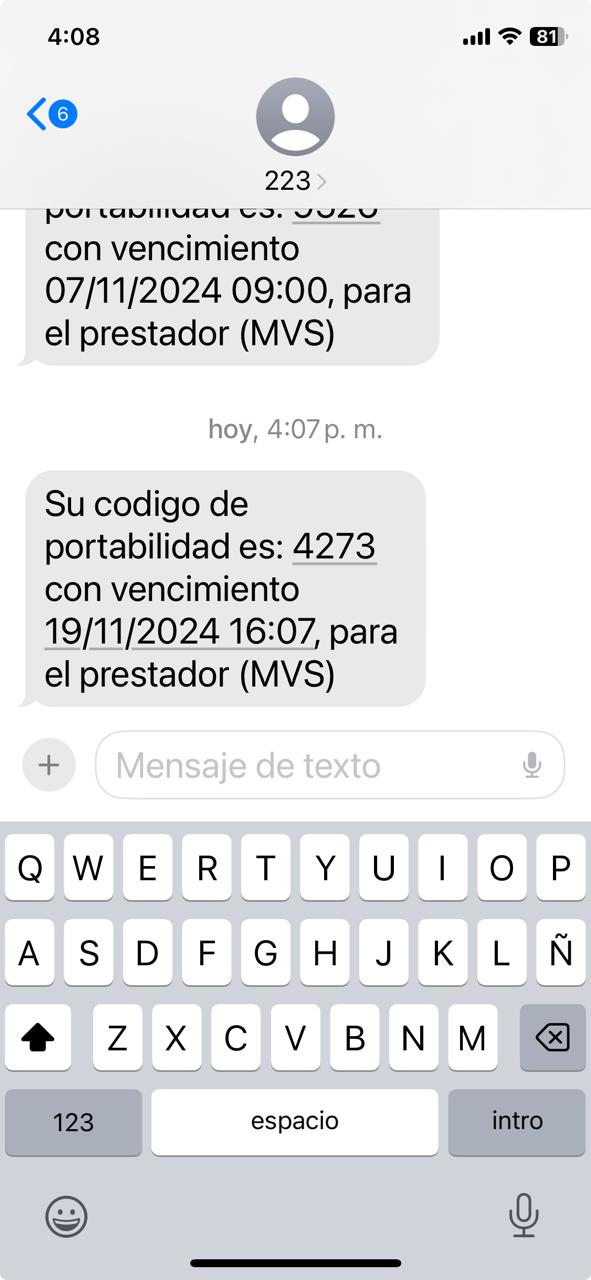 4:08
81
6
223
portabilidad es:
con vencimiento
07/11/2024 09:00, para
el prestador (MVS)
hoy, 4:07 p. m.
Su codigo de
portabilidad es: 4273
con vencimiento
19/11/2024 16:07, para
el prestador (MVS)
Mensaje de texto
Q W E R T Y U I O P
A S D F G H J K L Ñ
Z X C V B N M
123 espacio intro